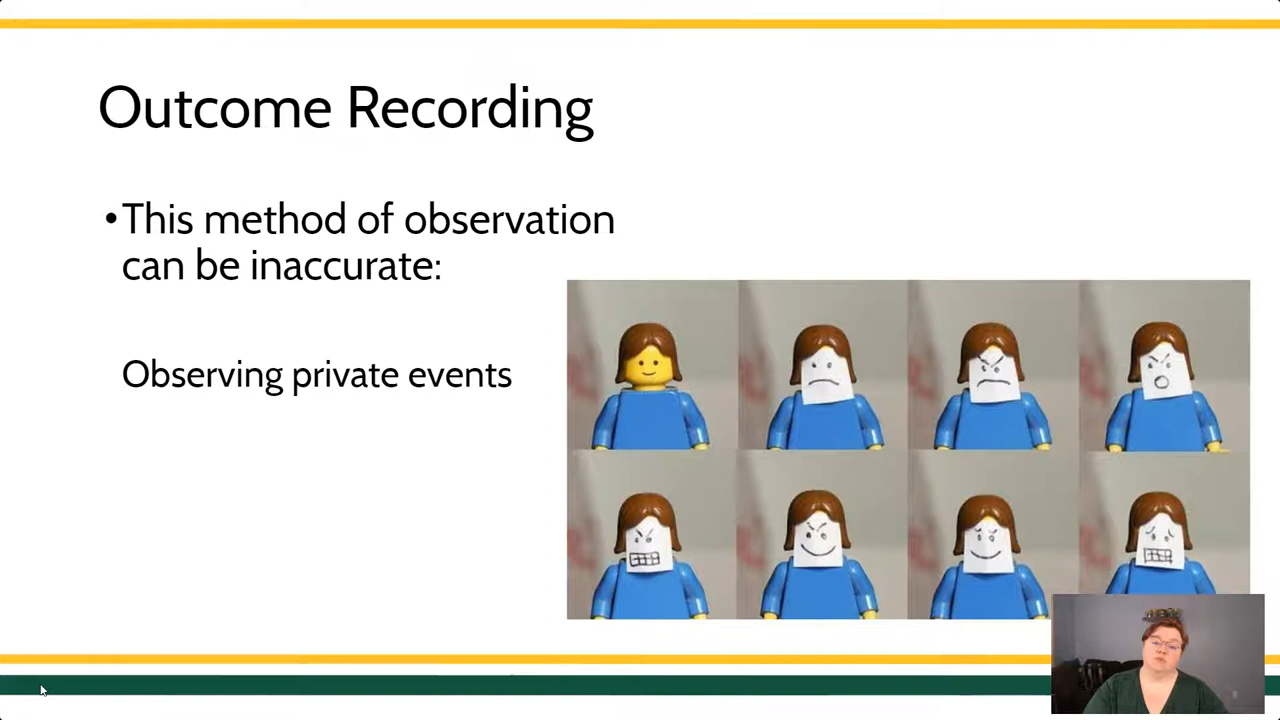 Outcome Recording
•This method of observation
can be inaccurate:
Observing private events